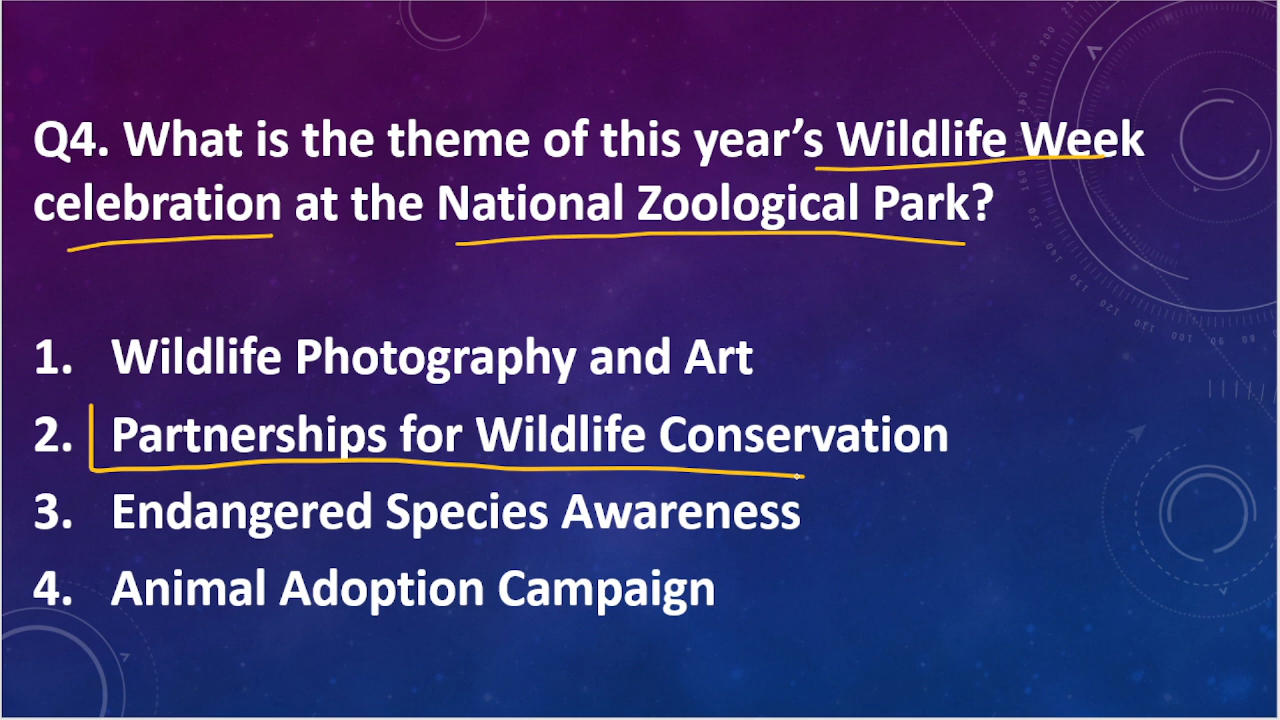 Q4. What is the theme of this year’s Wildlife Week
celebration at the National Zoological Park?
1. Wildlife Photography and Art
2. Partnerships for Wildlife Conservation
3. Endangered Species Awareness
4. Animal Adoption Campaign